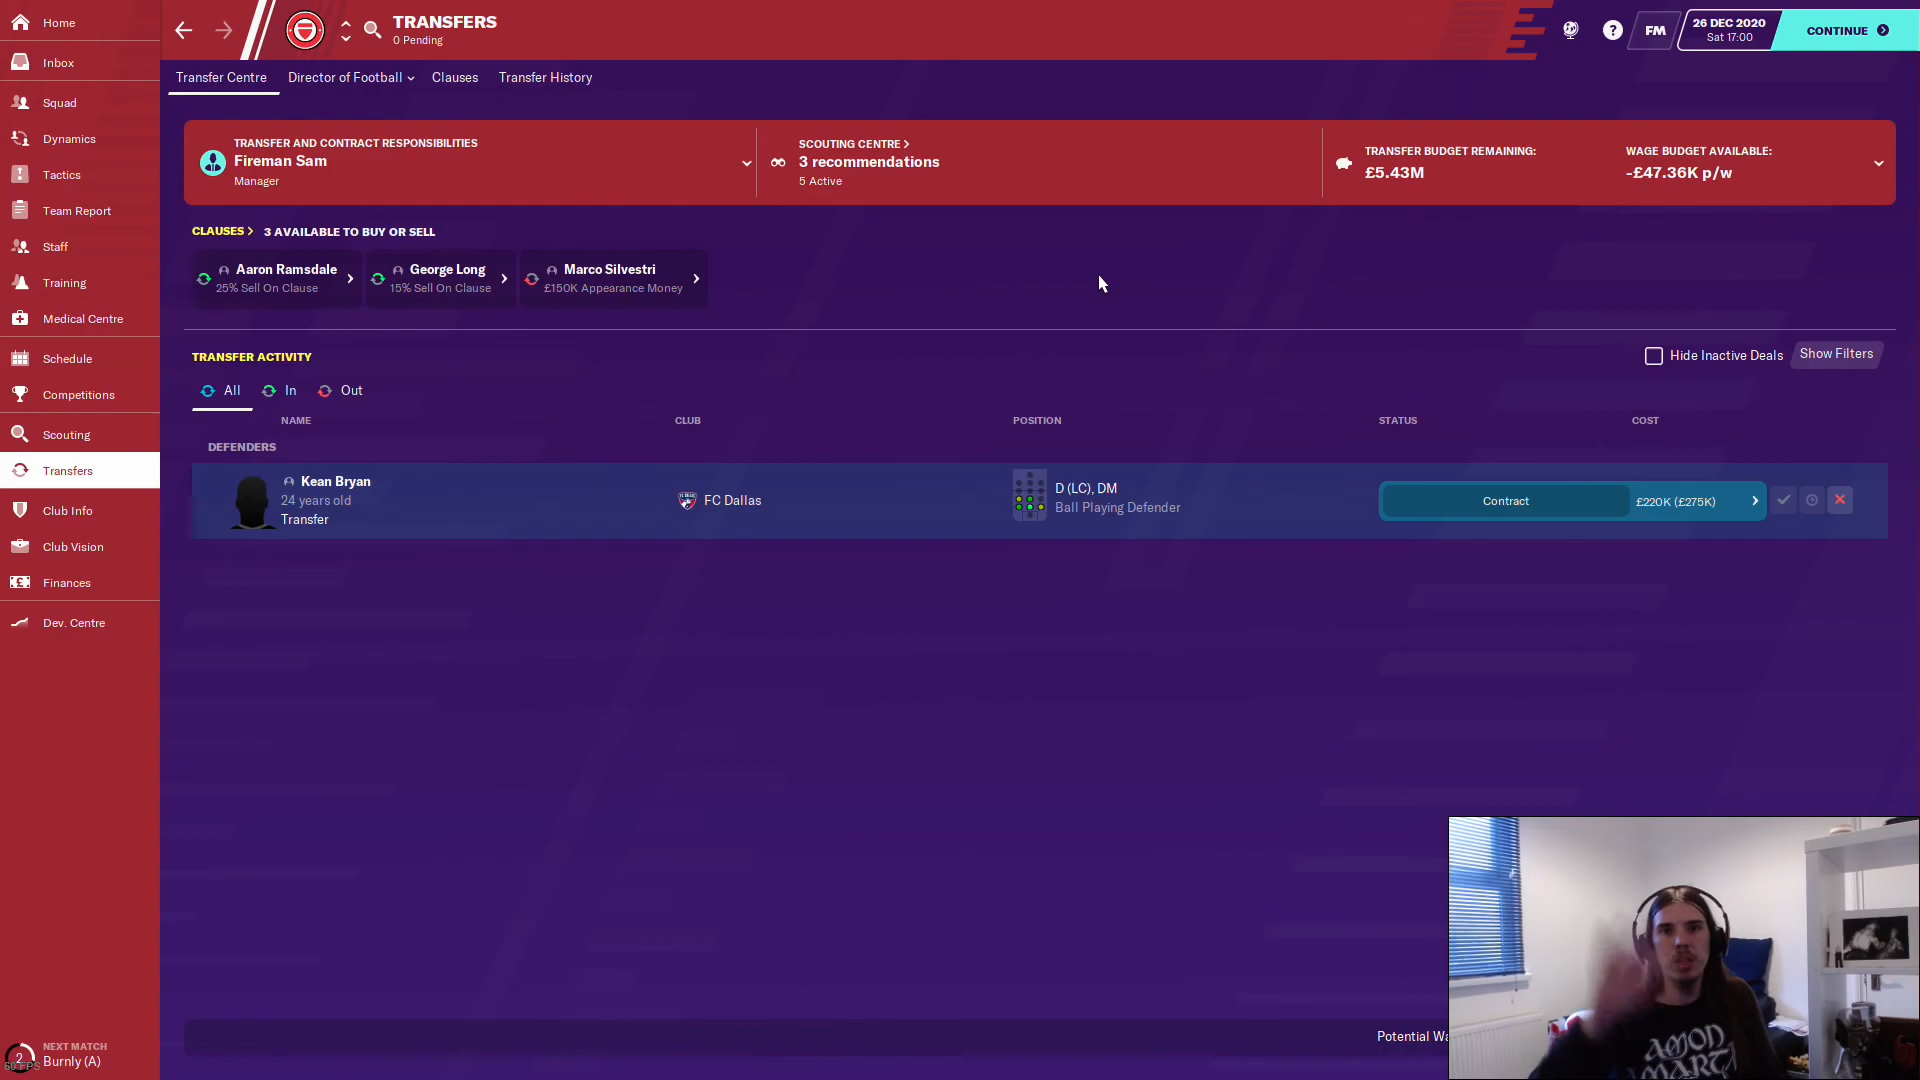 Home
Inbox
Squad
Dynamics
Tactics
Team Report
Staff
Training
Medical Centre
Schedule
Competitions
Scouting
Transfers
Club Info
Club Vision
Finances
Dev. Centre
NEXT MATCH
2
Burnly (A)
60 FPS
TRANSFERS
0 Pending
?
FM
26 DEC 2020
Sat 17:00
CONTINUE
Transfer Centre
Director of Football
Clauses
Transfer History
TRANSFER AND CONTRACT RESPONSIBILITIES
Fireman Sam
Manager
SCOUTING CENTRE >
3 recommendations
5 Active
TRANSFER BUDGET REMAINING:
£5.43M
WAGE BUDGET AVAILABLE:
-£47.36K p/w
CLAUSES > 3 AVAILABLE TO BUY OR SELL
Aaron Ramsdale
25% Sell On Clause
George Long
15% Sell On Clause
Marco Silvestri
£150K Appearance Money
TRANSFER ACTIVITY
Hide Inactive Deals
Show Filters
All
In
Out
NAME CLUB POSITION STATUS COST
DEFENDERS
Kean Bryan
24 years old
Transfer
FC Dallas
D (LC), DM
Ball Playing Defender
Contract
£220K (£275K)
Potential Wa
AMON
AMART